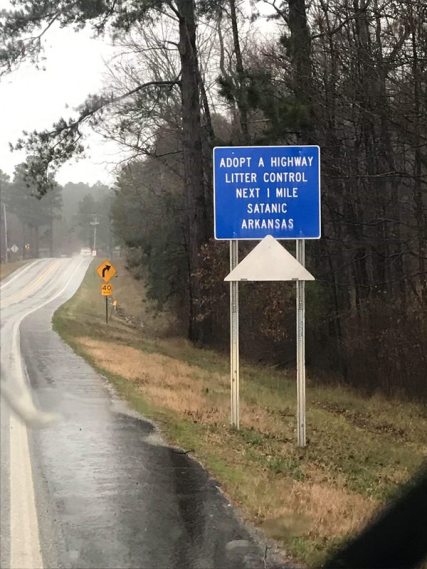 ADOPT A HIGHWAY
LITTER CONTROL
NEXT 1 MILE
SATANIC
ARKANSAS
40